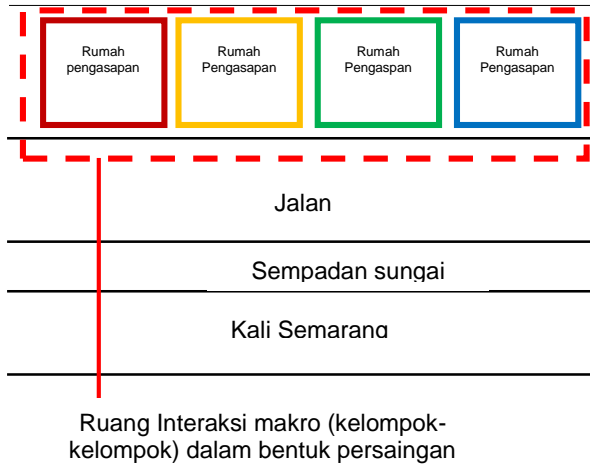 Rumah
pengasapan
Rumah
Pengasapan
Rumah
Pengaspan
Rumah
Pengasapan
Jalan
Sempadan sungai
Kali Semarang
Ruang Interaksi makro (kelompok-
kelompok) dalam bentuk persaingan